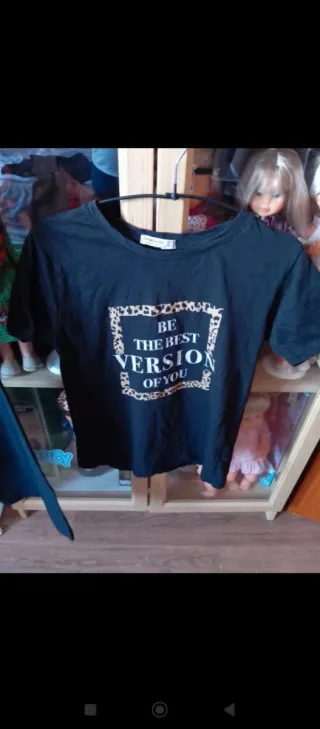 BE
THE BEST
VERSION
OF YOU